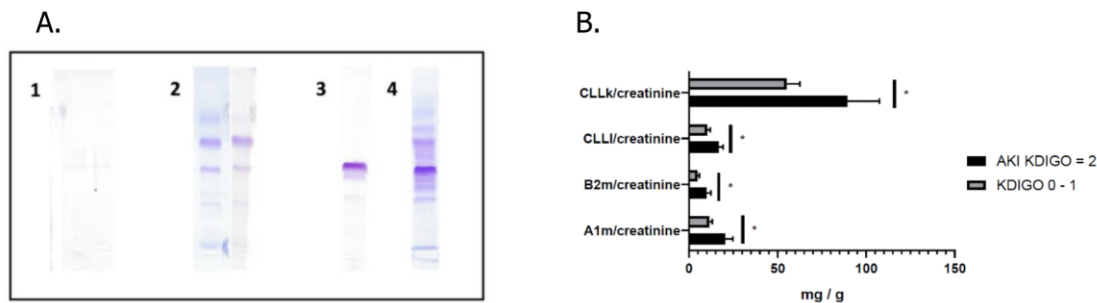 A.
B.
1
2
3
4
CLLk/creatinine
CLLl/creatinine
B2m/creatinine
A1m/creatinine
*
*
*
*
AKI KDIGO = 2
KDIGO 0 - 1
0
50
100
150
mg / g